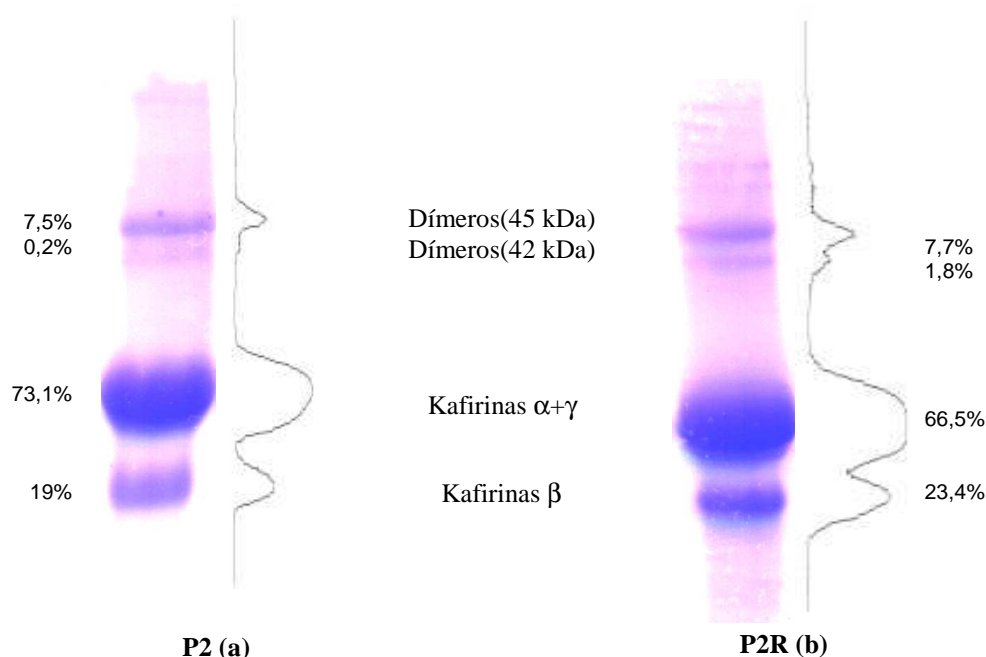 7,5%
0,2%
Dímeros(45 kDa)
Dímeros(42 kDa)
7,7%
1,8%
73,1%
Kafirinas α+γ
66,5%
19%
Kafirinas β
23,4%
P2 (a)
P2R (b)